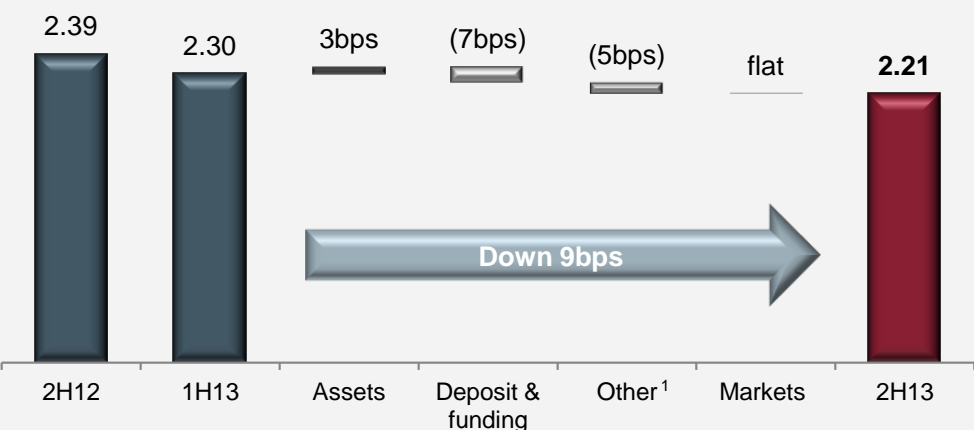 2.39
2.30
3bps
(7bps)
(5bps)
flat
2.21
Down 9bps
2H12
1H13
Assets
Deposit &
funding
Other 1
Markets
2H13